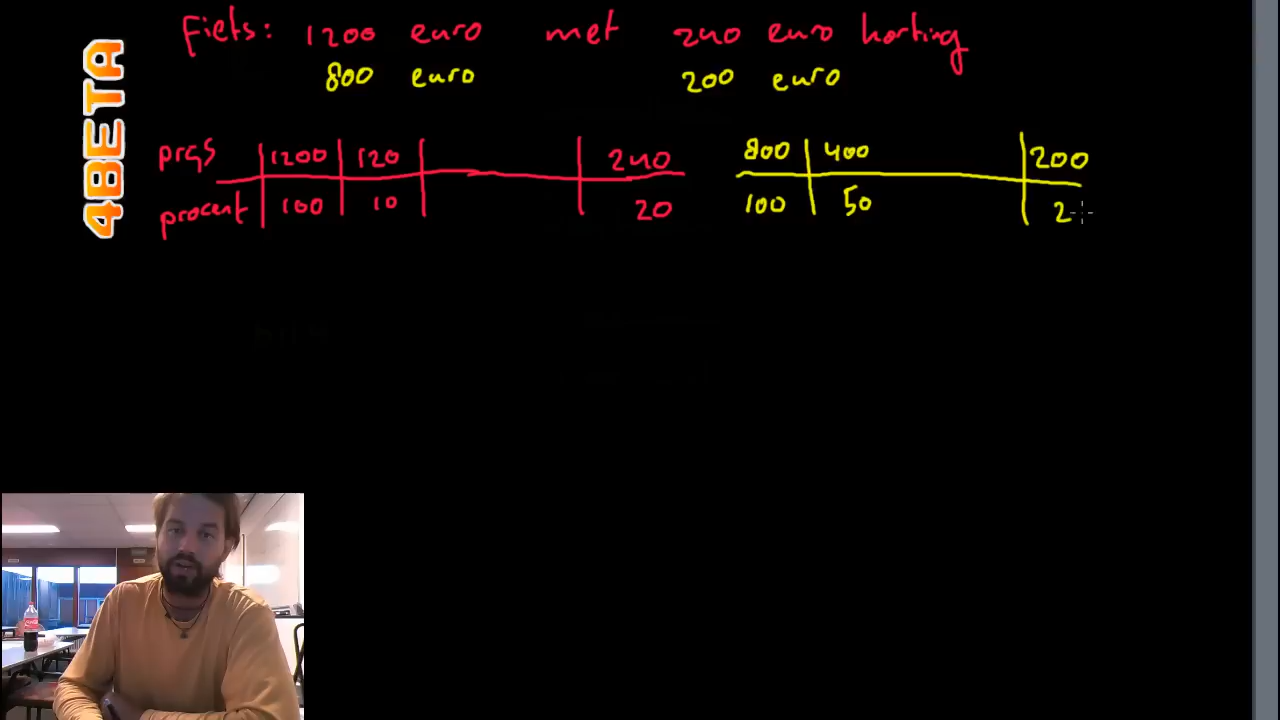 4BETA
Fiets: 1200 euro met 240 euro korting
800 euro 200 euro
prijs 1200 120 240 800 400 200
procent 100 10 20 100 50 2